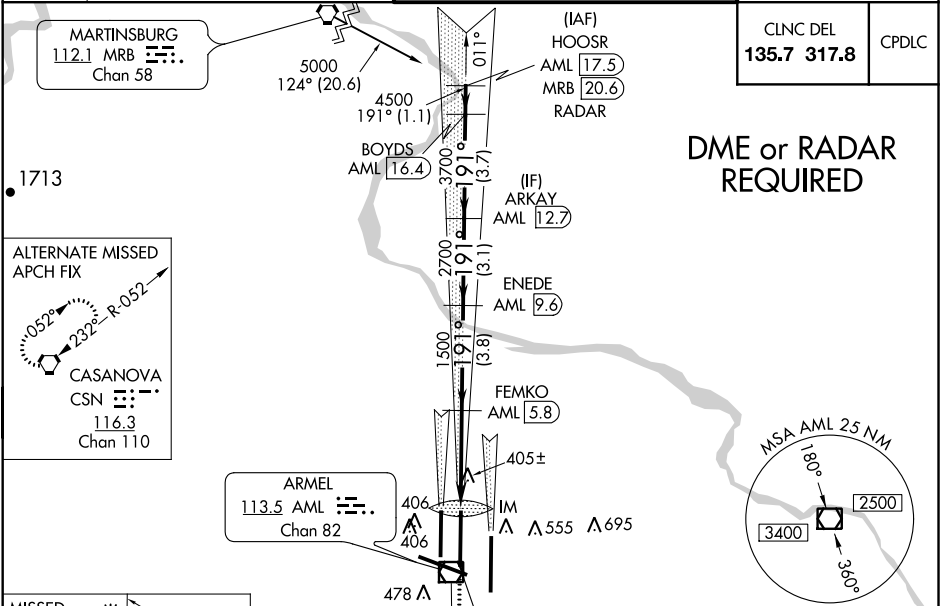 MARTINSBURG
112.1 MRB
Chan 58
5000
124° (20.6)
011°
(IAF)
HOOSR
AML 17.5
MRB 20.6
RADAR
CLNC DEL
135.7 317.8
CPDLC
4500
191° (1.1)
BOYDS
AML 16.4
3700
191°
(3.7)
DME or RADAR
REQUIRED
1713
(IF)
ARKAY
AML 12.7
ALTERNATE MISSED
APCH FIX
052°
232°
R-052
CASANOVA
CSN
116.3
Chan 110
2700
191°
(3.1)
ENEDE
AML 9.6
1500
191°
(3.8)
FEMKO
AML 5.8
405±
MSA AML 25 NM
180°
2500
3400
360°
ARMEL
113.5 AML
Chan 82
406
406
IM
555
695
478
MISSED